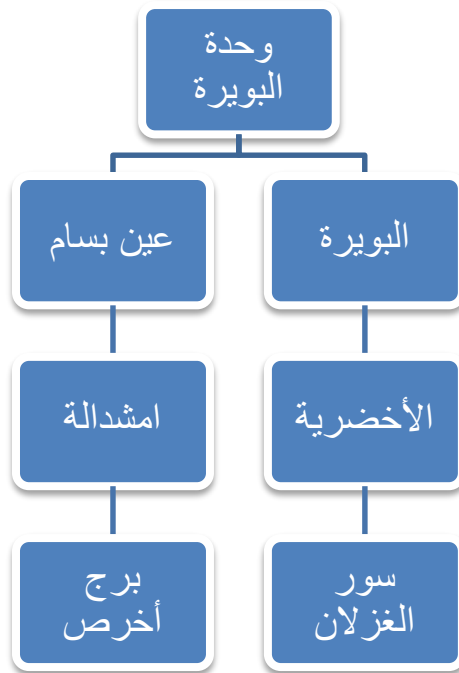 وحدة
البويرة
البويرة
عين بسام
الأخضرية
امشدالة
سور
الغزلان
برج
أخرص